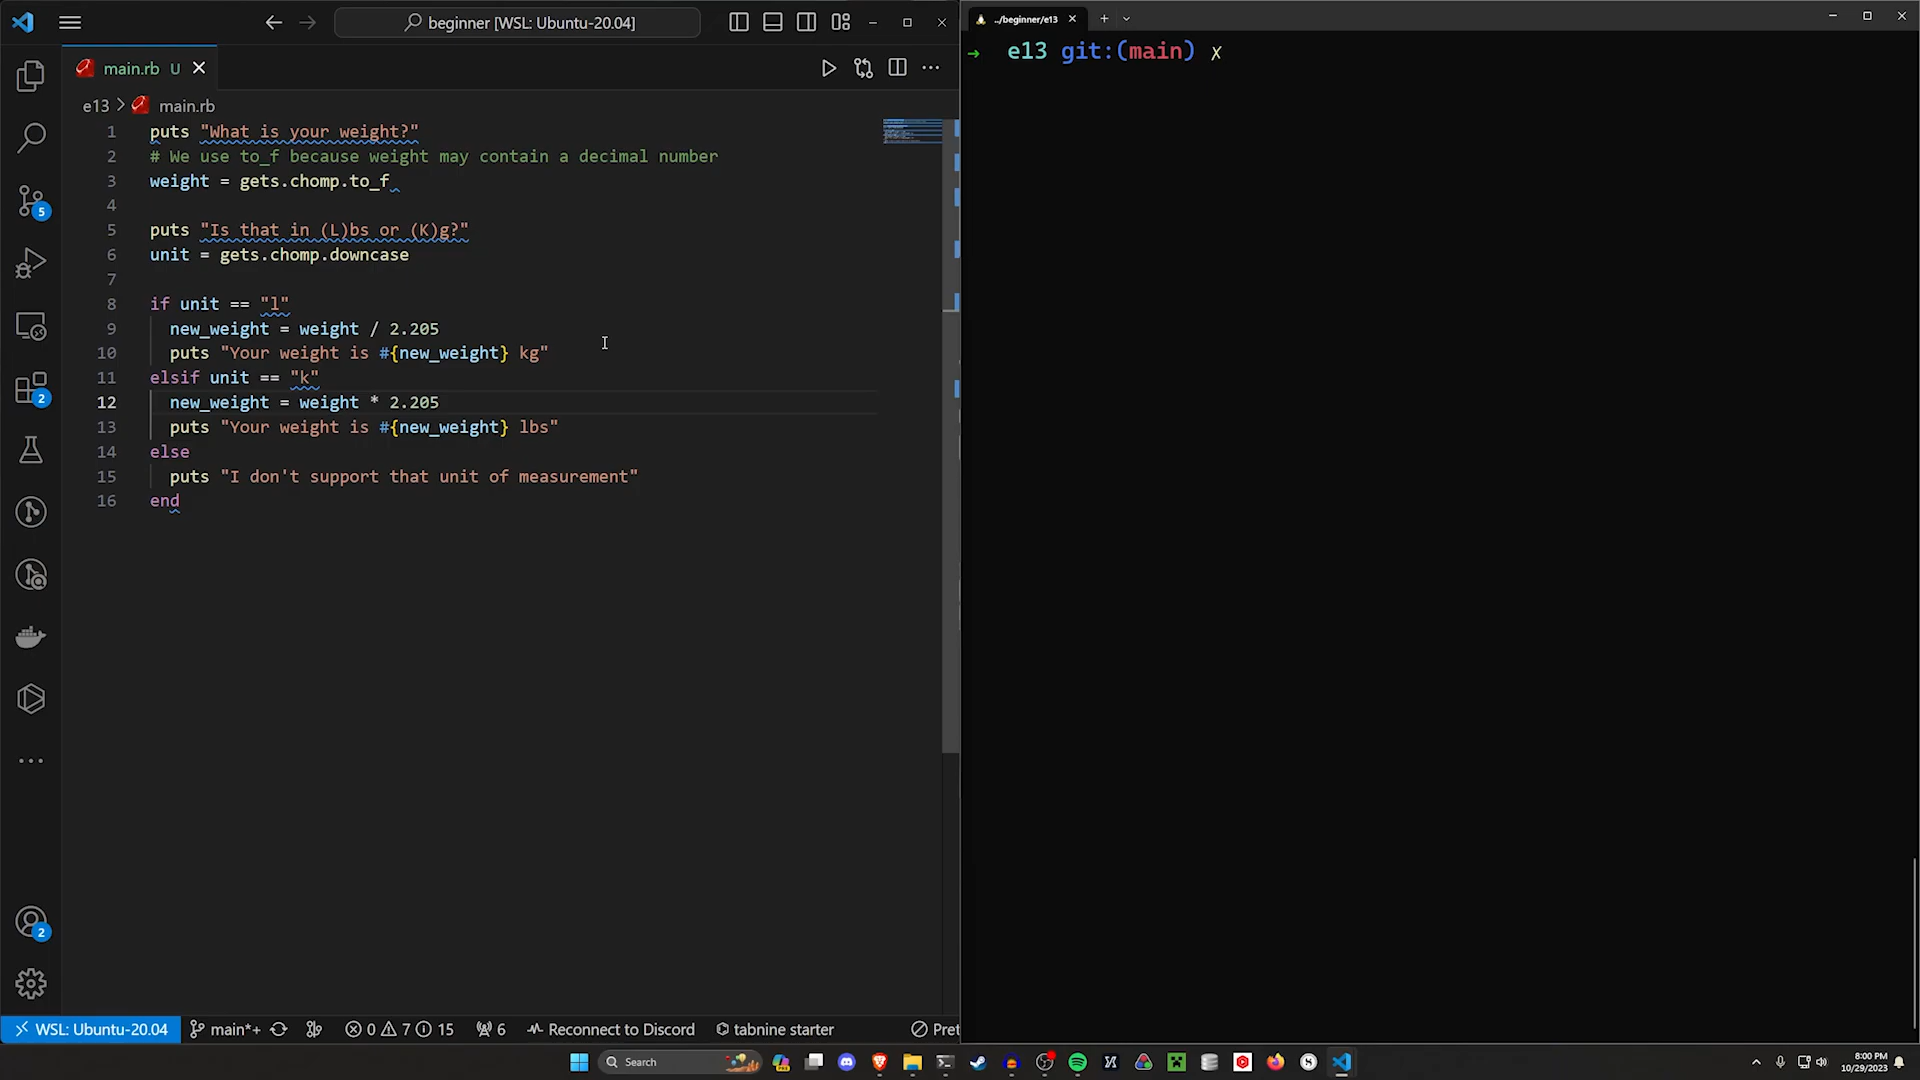 beginner [WSL: Ubuntu-20.04]
main.rb U
e13 > main.rb
1 puts "What is your weight?"
2 # We use to_f because weight may contain a decimal number
3 weight = gets.chomp.to_f
4
5 puts "Is that in (L)bs or (K)g?"
6 unit = gets.chomp.downcase
7
8 if unit == "l"
9 new_weight = weight / 2.205
10 puts "Your weight is #{new_weight} kg"
11 elsif unit == "k"
12 new_weight = weight * 2.205
13 puts "Your weight is #{new_weight} lbs"
14 else
15 puts "I don't support that unit of measurement"
16 end
5
2
2
WSL: Ubuntu-20.04 main*+ 0 7 15 6 Reconnect to Discord tabnine starter Pret
../beginner/e13
→ e13 git:(main) x
Search
8:00 PM
10/29/2023